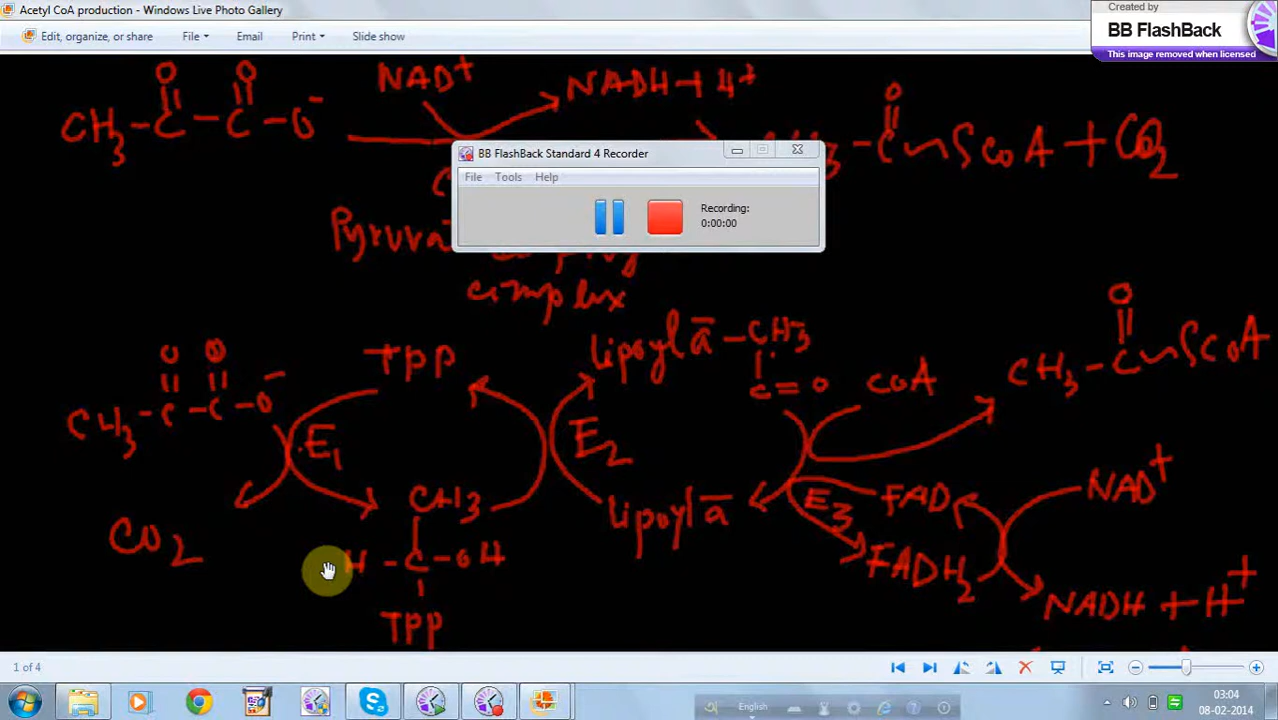 Acetyl CoA production - Windows Live Photo Gallery
Created by
BB FlashBack
This image removed when licensed
Edit, organize, or share File Email Print Slide show
O O
CH3-C-C-O-
NAD+
NADH + H+
O
C~SCoA + CO2
BB FlashBack Standard 4 Recorder
File Tools Help
Recording:
0:00:00
complex
O O
CH3-C-C-O-
TPP
lipoyl ā - CH3
C=O
CoA
O
CH3-C~SCoA
E1
E2
CO2
CH3
lipoyl ā
E3
FAD
NAD+
H-C-OH
FADH2
TPP
NADH + H+
1 of 4
English
03:04
08-02-2014